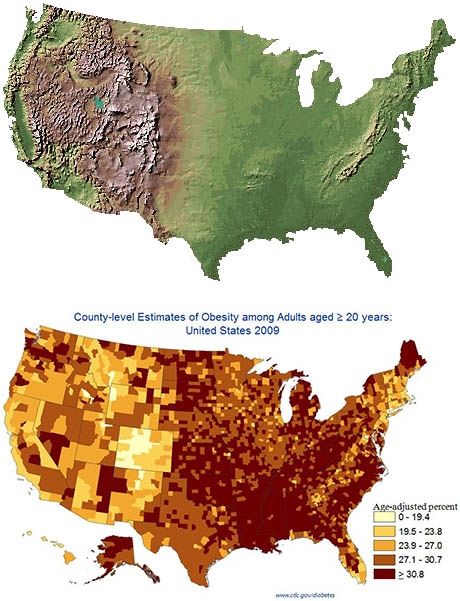 County-level Estimates of Obesity among Adults aged ≥ 20 years:
United States 2009
Age-adjusted percent
0 - 19.4
19.5 - 23.8
23.9 - 27.0
27.1 - 30.7
≥ 30.8
www.cdc.gov/diabetes